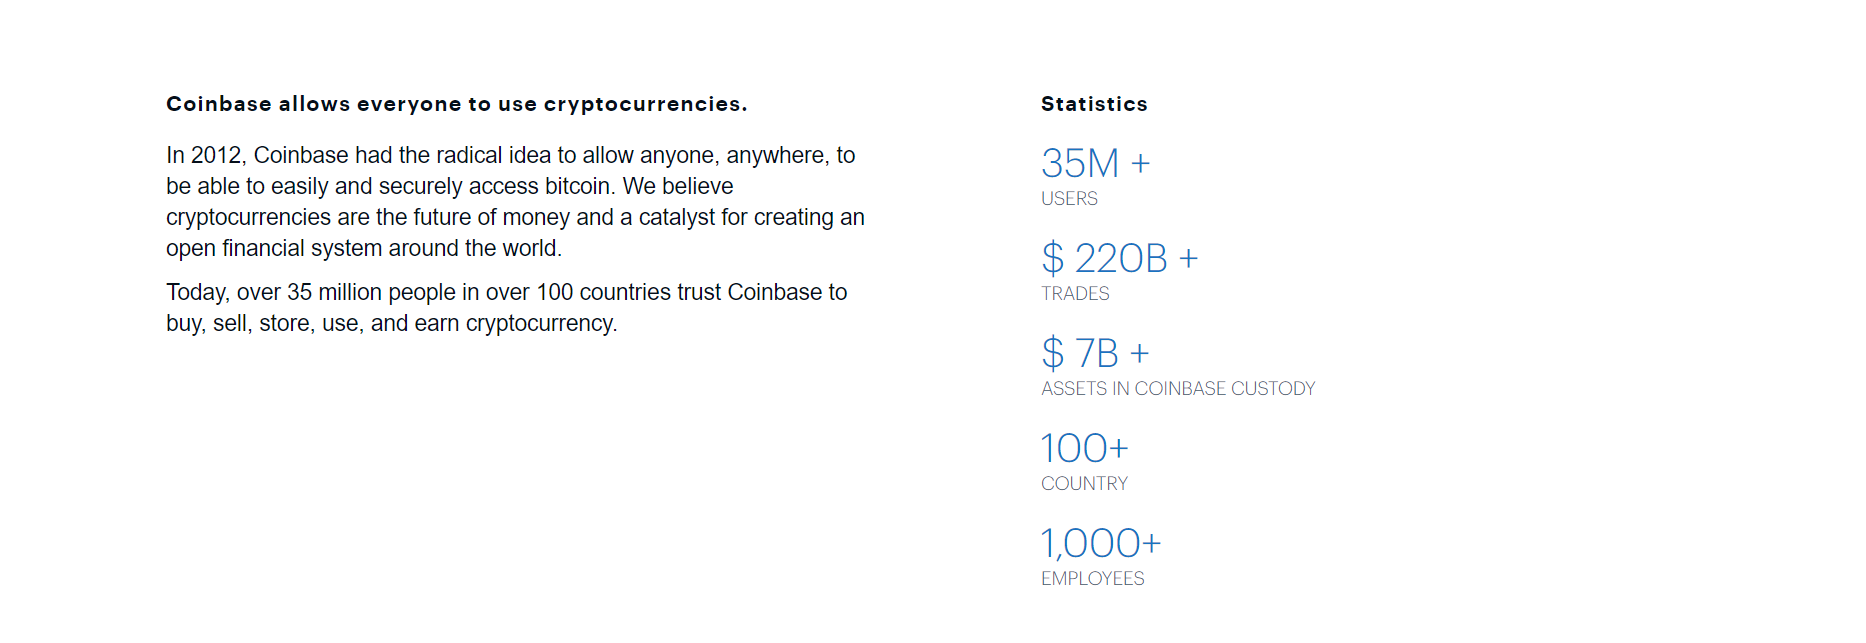 Coinbase allows everyone to use cryptocurrencies.
In 2012, Coinbase had the radical idea to allow anyone, anywhere, to
be able to easily and securely access bitcoin. We believe
cryptocurrencies are the future of money and a catalyst for creating an
open financial system around the world.
Today, over 35 million people in over 100 countries trust Coinbase to
buy, sell, store, use, and earn cryptocurrency.
Statistics
35M +
USERS
$ 220B +
TRADES
$ 7B +
ASSETS IN COINBASE CUSTODY
100+
COUNTRY
1,000+
EMPLOYEES